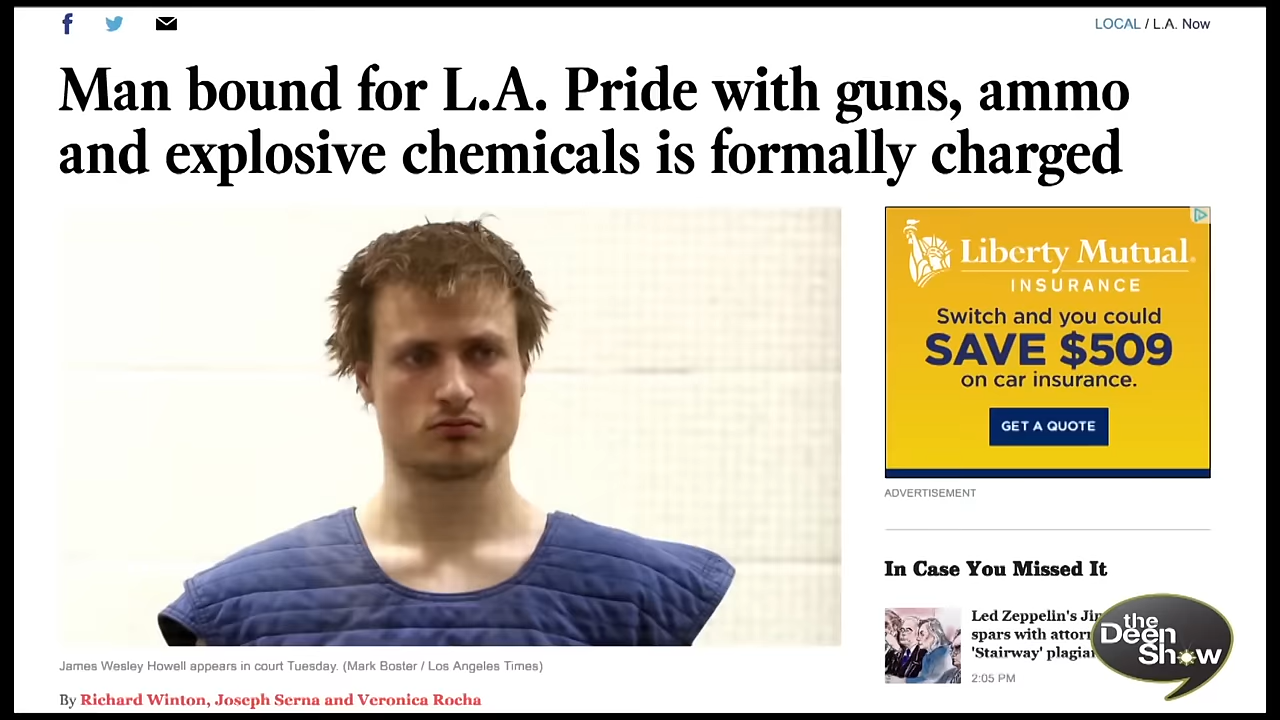 LOCAL / L.A. Now
Man bound for L.A. Pride with guns, ammo
and explosive chemicals is formally charged
Liberty Mutual.
INSURANCE
Switch and you could
SAVE $509
on car insurance.
GET A QUOTE
ADVERTISEMENT
In Case You Missed It
Led Zeppelin's
spars with
'Stairway'
2:05 PM
the
Deen
Show
James Wesley Howell appears in court Tuesday. (Mark Boster / Los Angeles Times)
By Richard Winton, Joseph Serna and Veronica Rocha